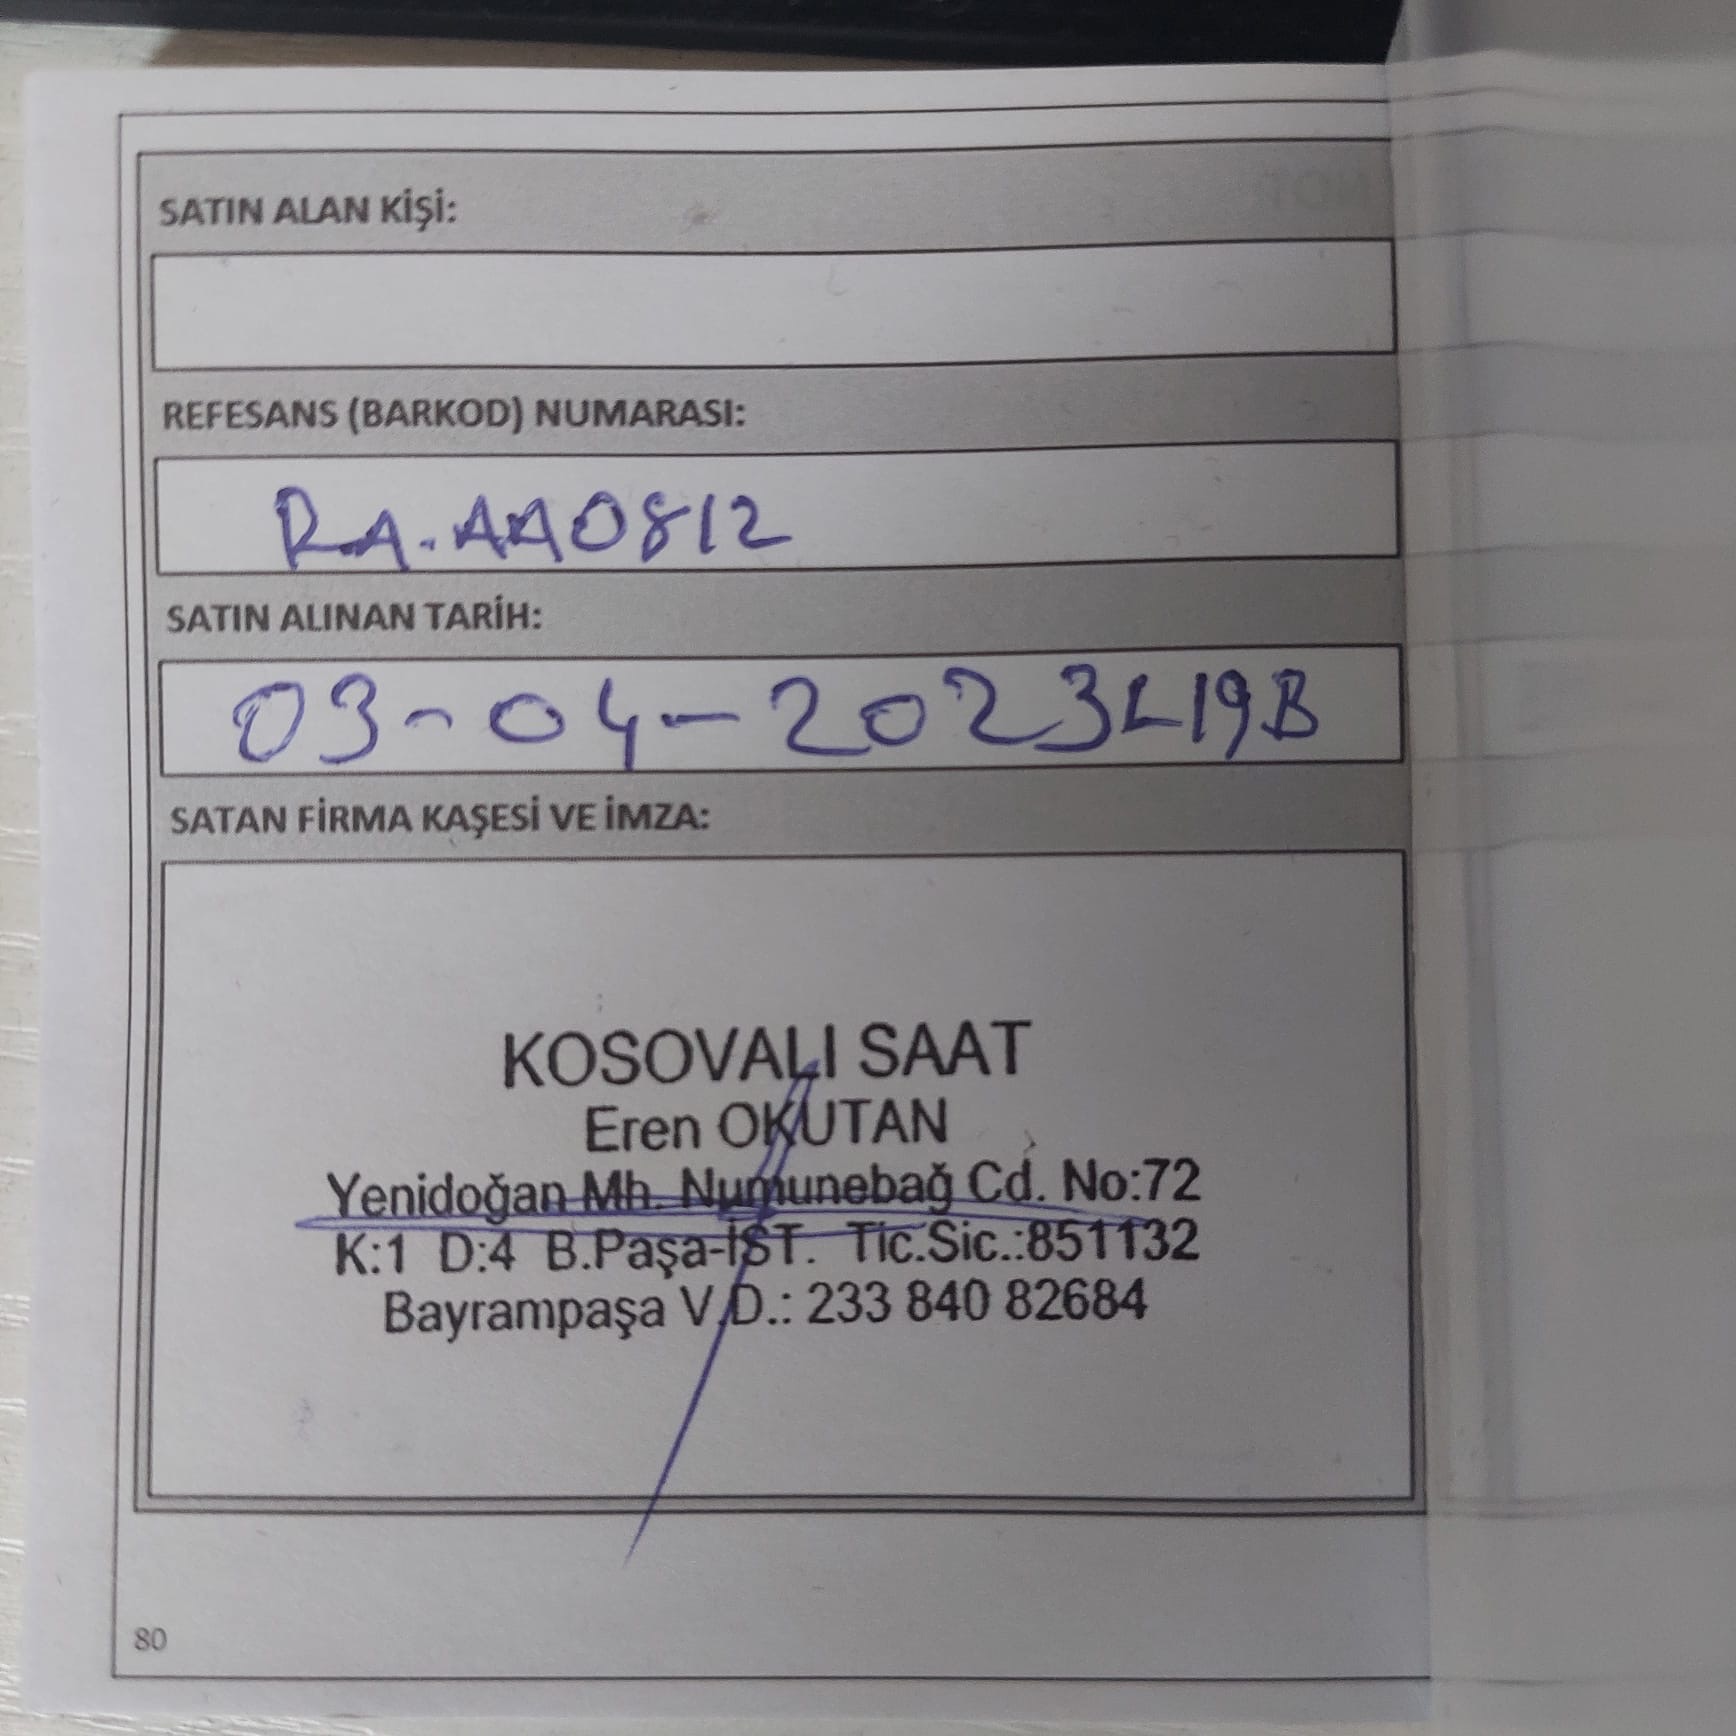 SATIN ALAN KİŞİ:
REFESANS (BARKOD) NUMARASI:
RA.AA0812
SATIN ALINAN TARİH:
03-04-2023L19B
SATAN FİRMA KAŞESİ VE İMZA:
KOSOVALI SAAT
Eren OKUTAN
Yenidoğan Mh. Numunebağ Cd. No:72
K:1 D:4 B.Paşa-İST. Tic.Sic.:851132
Bayrampaşa V.D.: 233 840 82684
80